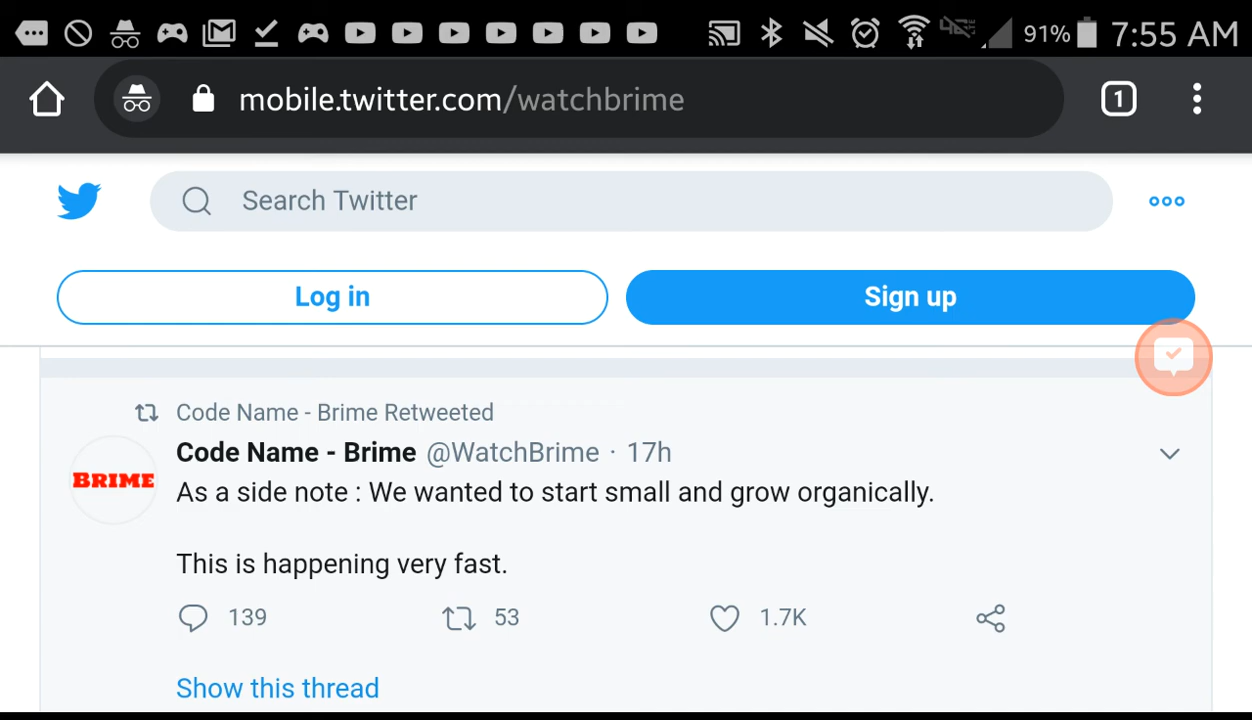 91% 7:55 AM
mobile.twitter.com/watchbrime 1
Search Twitter
Log in Sign up
Code Name - Brime Retweeted
Code Name - Brime @WatchBrime · 17h
BRIME
As a side note : We wanted to start small and grow organically.
This is happening very fast.
139 53 1.7K
Show this thread